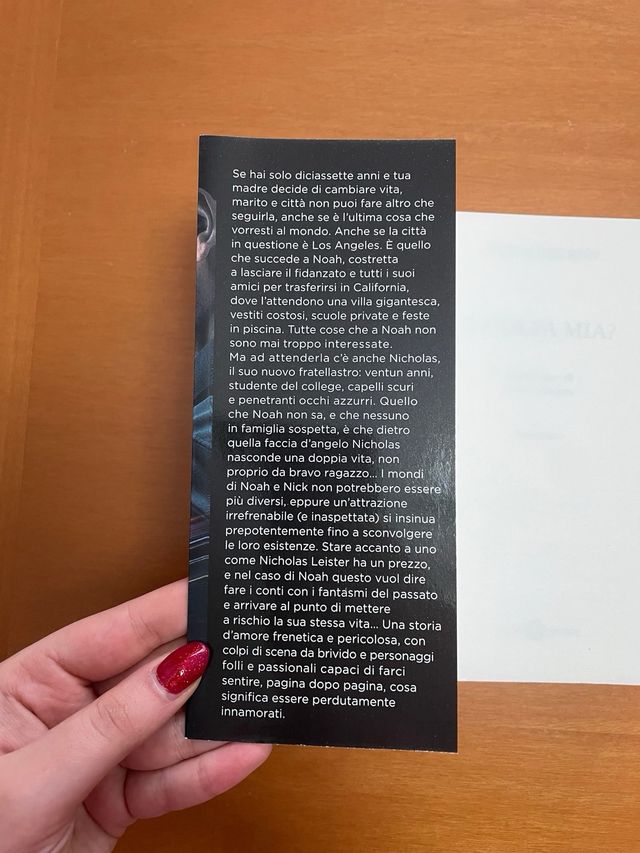 Se hai solo diciassette anni e tua
madre decide di cambiare vita,
marito e città non puoi fare altro che
seguirla, anche se è l'ultima cosa che
vorresti al mondo. Anche se la città
in questione è Los Angeles. È quello
che succede a Noah, costretta
a lasciare il fidanzato e tutti i suoi
amici per trasferirsi in California,
dove l'attendono una villa gigantesca,
vestiti costosi, scuole private e feste
in piscina. Tutte cose che a Noah non
sono mai troppo interessate.
Ma ad attenderla c'è anche Nicholas,
il suo nuovo fratellastro: ventun anni,
studente del college, capelli scuri
e penetranti occhi azzurri. Quello
che Noah non sa, e che nessuno
in famiglia sospetta, è che dietro
quella faccia d'angelo Nicholas
nasconde una doppia vita, non
proprio da bravo ragazzo... I mondi
di Noah e Nick non potrebbero essere
più diversi, eppure un'attrazione
irrefrenabile (e inaspettata) si insinua
prepotentemente fino a sconvolgere
le loro esistenze. Stare accanto a uno
come Nicholas Leister ha un prezzo,
e nel caso di Noah questo vuol dire
fare i conti con i fantasmi del passato
e arrivare al punto di mettere
a rischio la sua stessa vita... Una storia
d'amore frenetica e pericolosa, con
colpi di scena da brivido e personaggi
folli e passionali capaci di farci
sentire, pagina dopo pagina, cosa
significa essere perdutamente
innamorati.
MIA?